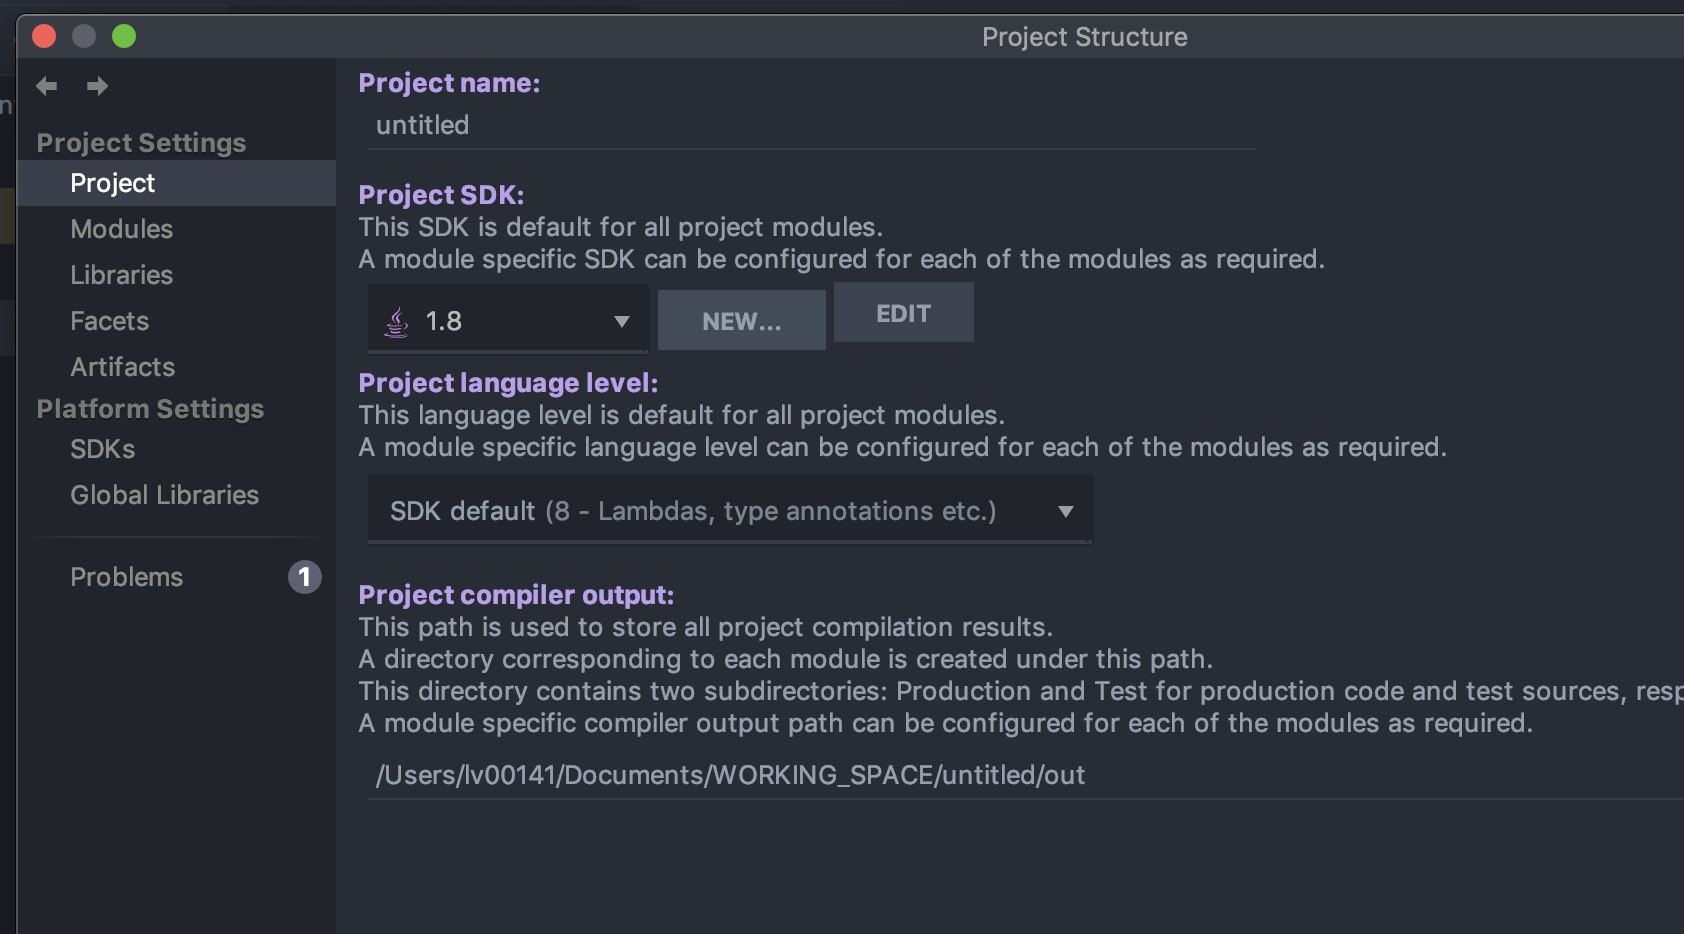 Project Structure
Project Settings
Project
Modules
Libraries
Facets
Artifacts
Platform Settings
SDKs
Global Libraries
Problems
1
Project name:
untitled
Project SDK:
This SDK is default for all project modules.
A module specific SDK can be configured for each of the modules as required.
1.8
NEW...
EDIT
Project language level:
This language level is default for all project modules.
A module specific language level can be configured for each of the modules as required.
SDK default (8 - Lambdas, type annotations etc.)
Project compiler output:
This path is used to store all project compilation results.
A directory corresponding to each module is created under this path.
This directory contains two subdirectories: Production and Test for production code and test sources, resp
A module specific compiler output path can be configured for each of the modules as required.
/Users/lv00141/Documents/WORKING_SPACE/untitled/out